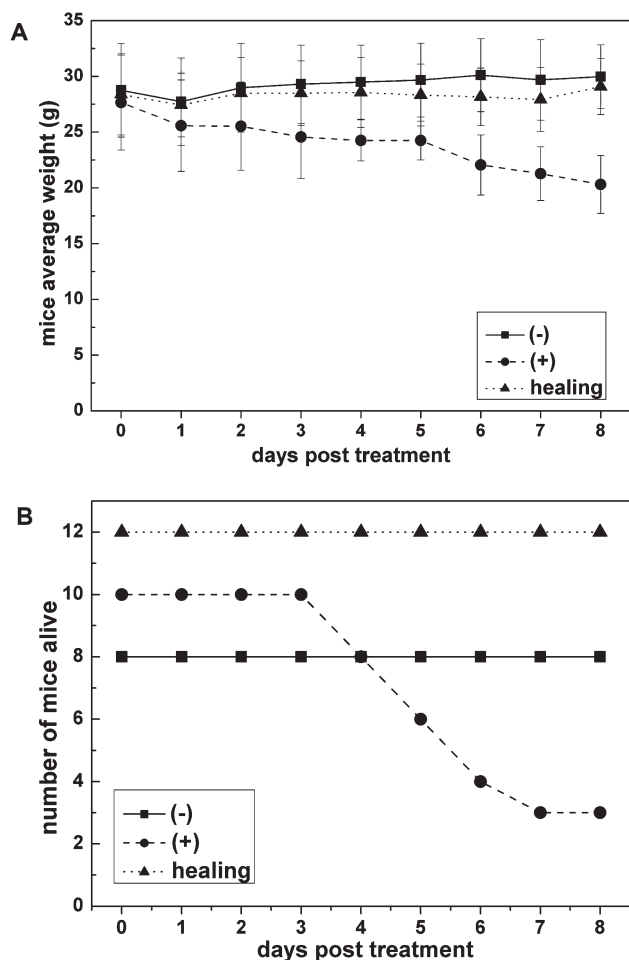 A
mice average weight (g)
35
30
25
20
15
10
5
0
(-)
(+)
healing
0 1 2 3 4 5 6 7 8
days post treatment
B
number of mice alive
12
10
8
6
4
2
0
(-)
(+)
healing
0 1 2 3 4 5 6 7 8
days post treatment